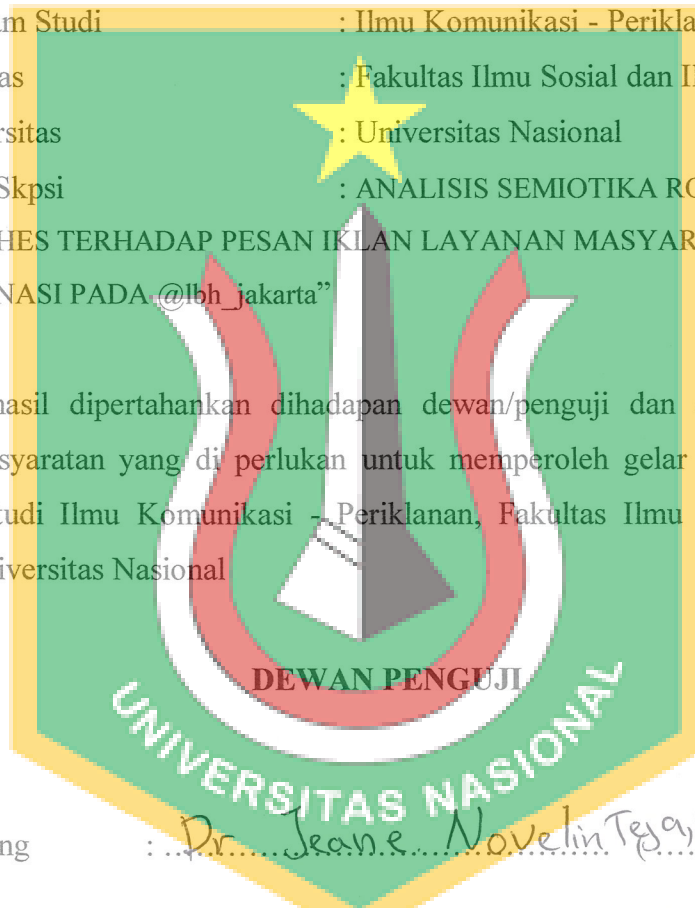 am Studi : Ilmu Komunikasi - Perikla
as : Fakultas Ilmu Sosial dan Il
rsitas : Universitas Nasional
Skpsi : ANALISIS SEMIOTIKA RO
HES TERHADAP PESAN IKLAN LAYANAN MASYAR
NASI PADA @lbh_jakarta”
hasil dipertahankan dihadapan dewan/penguji dan
syaratan yang di perlukan untuk memperoleh gelar
tudi Ilmu Komunikasi - Periklanan, Fakultas Ilmu
iversitas Nasional
DEWAN PENGUJI
UNIVERSITAS NASIONAL
ng : Dr. Jeane Novelin